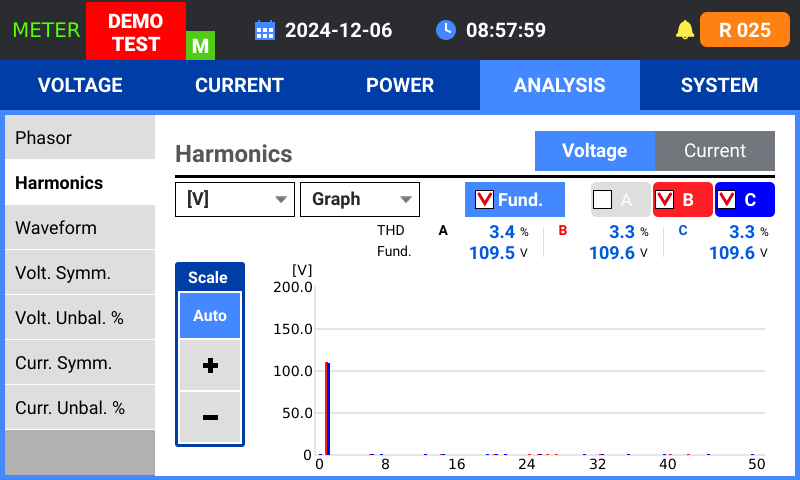 METER
DEMO
TEST
M
2024-12-06
08:57:59
R 025
VOLTAGE
CURRENT
POWER
ANALYSIS
SYSTEM
Phasor
Harmonics
Waveform
Volt. Symm.
Volt. Unbal. %
Curr. Symm.
Curr. Unbal. %
Harmonics
Voltage
Current
[V]
Graph
Fund.
A
B
C
THD A 3.4 % B 3.3 % C 3.3 %
Fund. 109.5 V 109.6 V 109.6 V
Scale
Auto
+
−
[V]
200.0
150.0
100.0
50.0
0
0 8 16 24 32 40 50